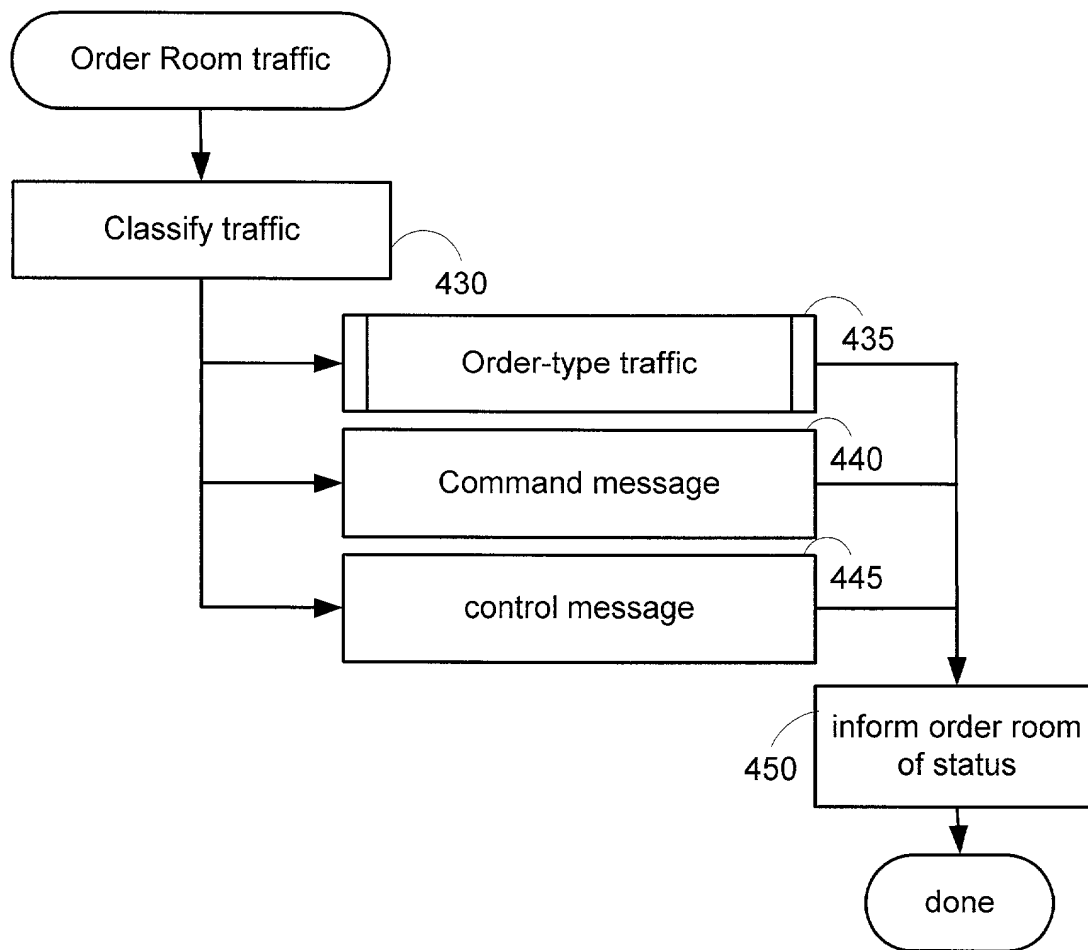 Order Room traffic
Classify traffic
430
Order-type traffic
435
Command message
440
control message
445
inform order room
of status
450
done